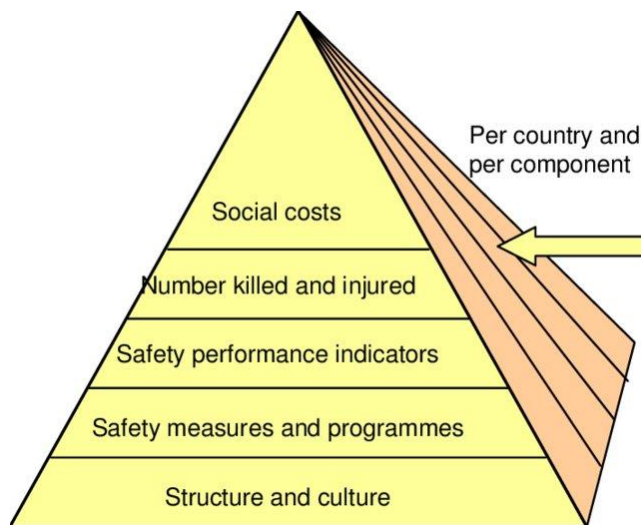 Per country and
per component
Social costs
Number killed and injured
Safety performance indicators
Safety measures and programmes
Structure and culture